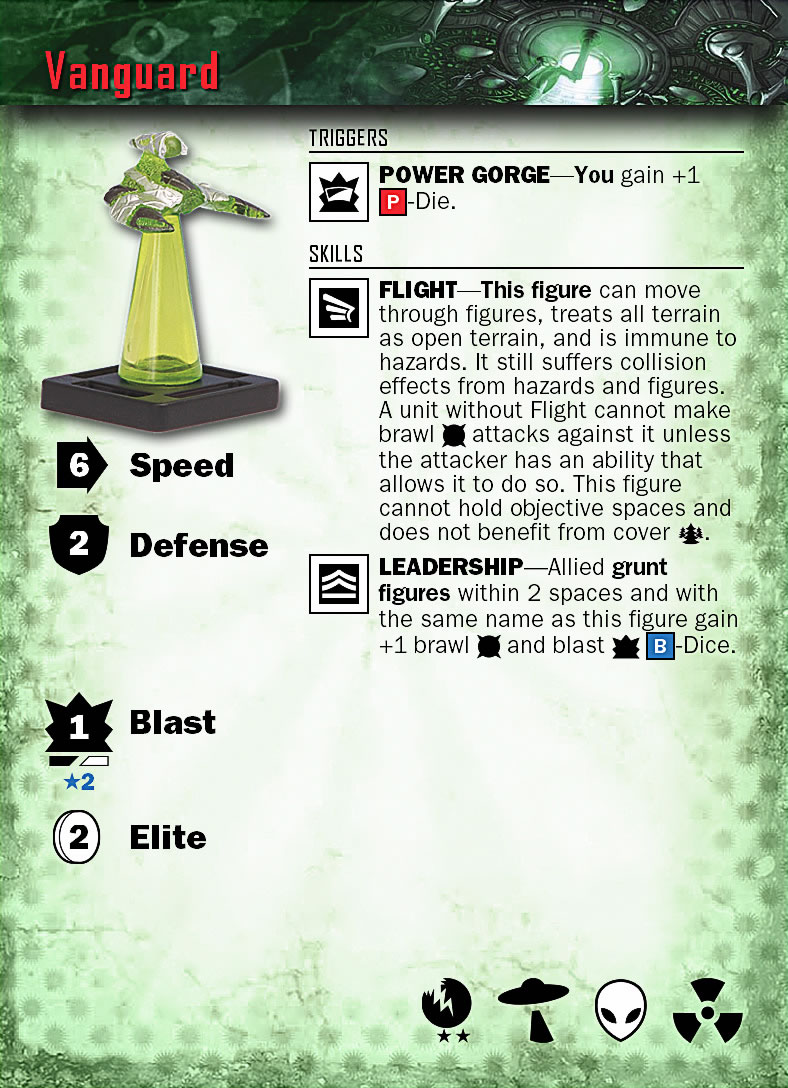 Vanguard
TRIGGERS
POWER GORGE—You gain +1
P-Die.
SKILLS
FLIGHT—This figure can move
through figures, treats all terrain
as open terrain, and is immune to
hazards. It still suffers collision
effects from hazards and figures.
A unit without Flight cannot make
brawl attacks against it unless
the attacker has an ability that
allows it to do so. This figure
cannot hold objective spaces and
does not benefit from cover .
LEADERSHIP—Allied grunt
figures within 2 spaces and with
the same name as this figure gain
+1 brawl and blast B-Dice.
6 Speed
2 Defense
1 Blast
★2
2 Elite
★★